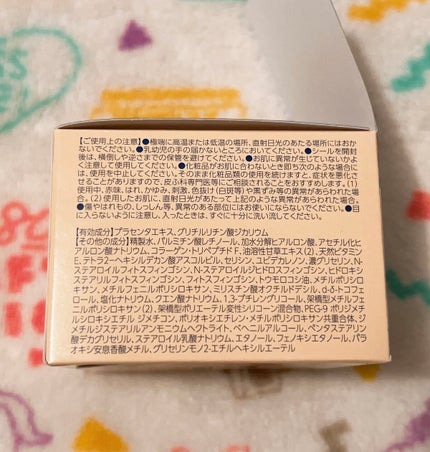 【ご使用上の注意】●極端に高温または低温の場所、直射日光のあたる場所にはおか
ないでください。●乳幼児の手の届かないところにおいてください。●シールを開封
後は、横倒しや逆さまでの保管を避けてください。●お肌に異常が生じていないかよ
く注意して使用してください。●化粧品がお肌に合わないとき即ち次のような場合に
は、使用を中止してください。そのまま化粧品類の使用を続けますと、症状を悪化さ
せることがありますので、皮ふ科専門医等にご相談されることをおすすめします。(1)
使用中、赤味、はれ、かゆみ、刺激、色抜け(白斑等)や黒ずみ等の異常があらわれた場
合。(2)使用したお肌に、直射日光があたって上記のような異常があらわれた場合。
●傷やはれもの、しっしん等、異常のある部位にはお使いにならないでください。●目
に入らないように注意し、入ったときは、すぐに十分に洗い流してください。
【有効成分】プラセンタエキス、グリチルリチン酸ジカリウム
【その他の成分】精製水、パルミチン酸レチノール、加水分解ヒアルロン酸、アセチル化ヒ
アルロン酸ナトリウム、コラーゲン・トリペプチド F、油溶性甘草エキス(2)、天然ビタミン
E、テトラ2-ヘキシルデカン酸アスコルビル、セリシン、ユビデカレノン、濃グリセリン、N-
ステアロイルフィトスフィンゴシン、N-ステアロイルジヒドロスフィンゴシン、ヒドロキシ
ステアリルフィトスフィンゴシン、フィトスフィンゴシン、トウモロコシ油、メチルポリシロ
キサン、メチルフェニルポリシロキサン、ミリスチン酸オクチルドデシル、d-δ-トコフェ
ロール、塩化ナトリウム、クエン酸ナトリウム、1,3-ブチレングリコール、架橋型メチルフェ
ニルポリシロキサン(2)、架橋型ポリエーテル変性シリコーン混合物、PEG-9 ポリジメ
チルシロキシエチル ジメチコン、ポリオキシエチレン・メチルポリシロキサン共重合体、ジ
メチルジステアリルアンモニウムヘクトライト、ベヘニルアルコール、ペンタステアリン
酸デカグリセリル、ステアロイル乳酸ナトリウム、エタノール、フェノキシエタノール、パラ
オキシ安息香酸メチル、グリセリンモノ2-エチルヘキシルエーテル